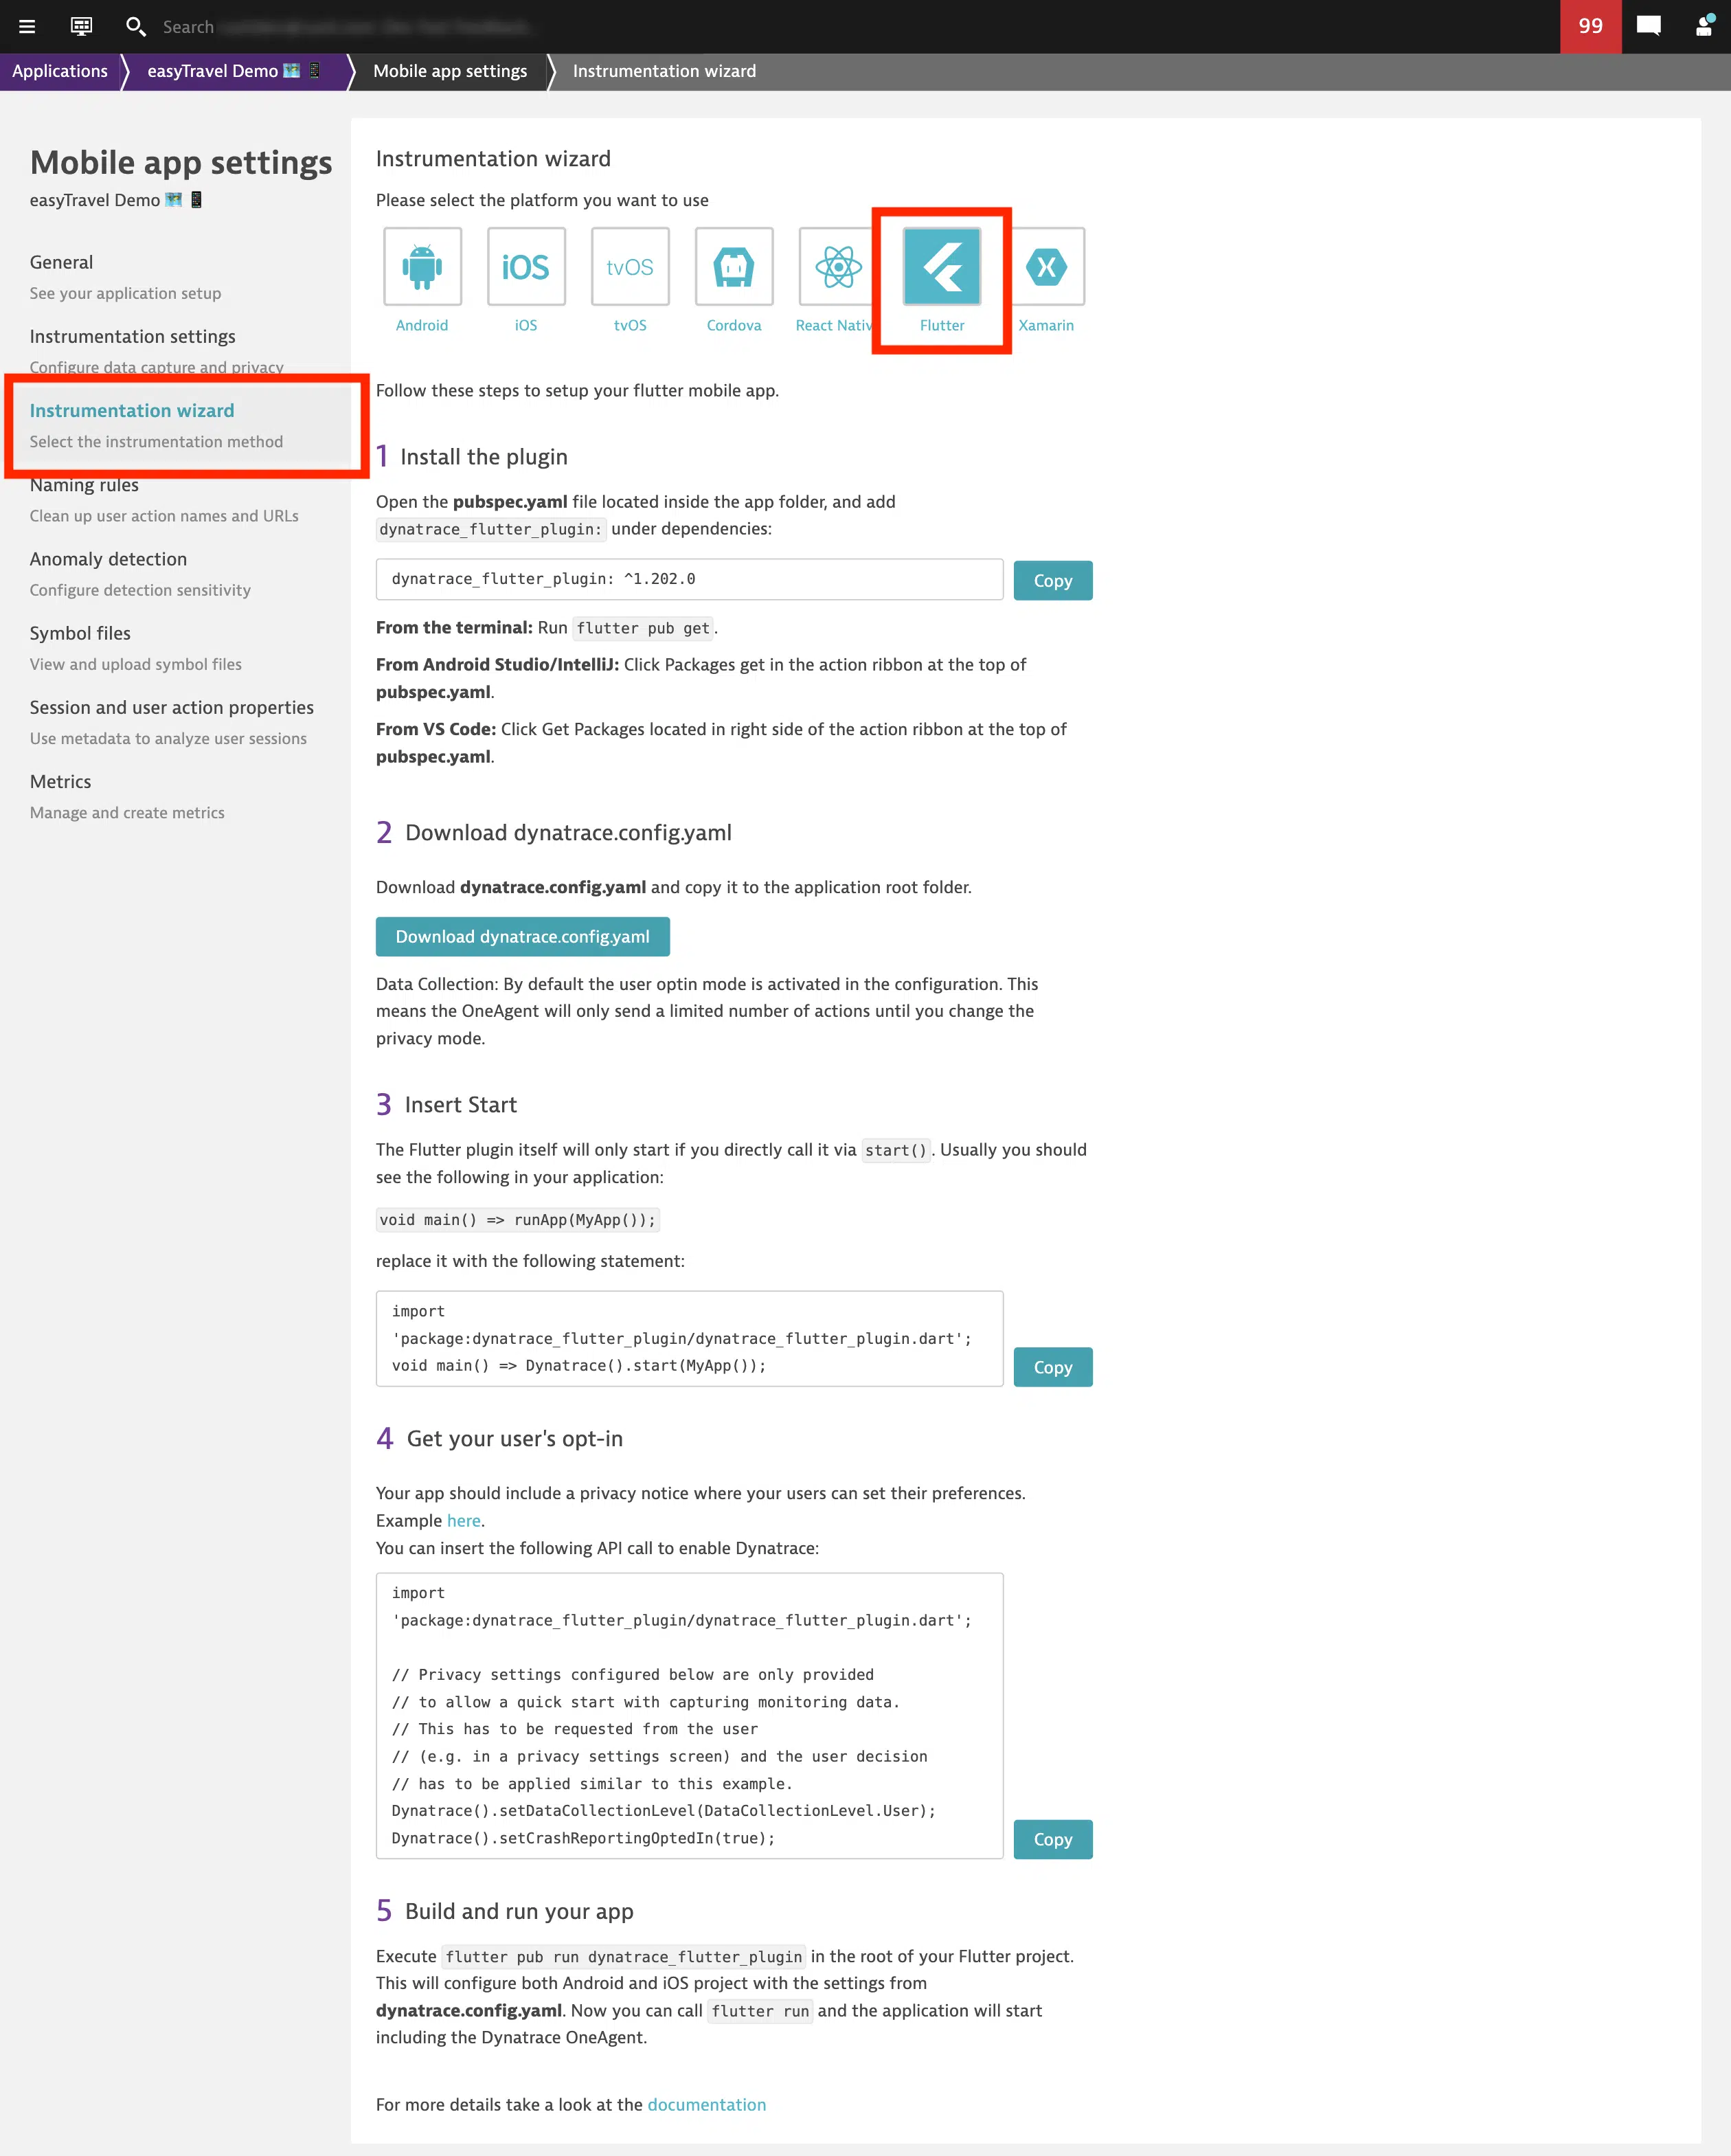 Search
99
Applications
easyTravel Demo
Mobile app settings
Instrumentation wizard
Mobile app settings
easyTravel Demo
General
See your application setup
Instrumentation settings
Configure data capture and privacy
Instrumentation wizard
Select the instrumentation method
Naming rules
Clean up user action names and URLs
Anomaly detection
Configure detection sensitivity
Symbol files
View and upload symbol files
Session and user action properties
Use metadata to analyze user sessions
Metrics
Manage and create metrics
Instrumentation wizard
Please select the platform you want to use
iOS
tvOS
X
Android
iOS
tvOS
Cordova
React Nativ
Flutter
Xamarin
Follow these steps to setup your flutter mobile app.
1 Install the plugin
Open the pubspec.yaml file located inside the app folder, and add
dynatrace_flutter_plugin: under dependencies:
dynatrace_flutter_plugin: ^1.202.0
Copy
From the terminal: Run flutter pub get.
From Android Studio/IntelliJ: Click Packages get in the action ribbon at the top of
pubspec.yaml.
From VS Code: Click Get Packages located in right side of the action ribbon at the top of
pubspec.yaml.
2 Download dynatrace.config.yaml
Download dynatrace.config.yaml and copy it to the application root folder.
Download dynatrace.config.yaml
Data Collection: By default the user optin mode is activated in the configuration. This
means the OneAgent will only send a limited number of actions until you change the
privacy mode.
3 Insert Start
The Flutter plugin itself will only start if you directly call it via start(). Usually you should
see the following in your application:
void main() => runApp(MyApp());
replace it with the following statement:
import
'package:dynatrace_flutter_plugin/dynatrace_flutter_plugin.dart';
void main() => Dynatrace().start(MyApp());
Copy
4 Get your user's opt-in
Your app should include a privacy notice where your users can set their preferences.
Example here.
You can insert the following API call to enable Dynatrace:
import
'package:dynatrace_flutter_plugin/dynatrace_flutter_plugin.dart';
// Privacy settings configured below are only provided
// to allow a quick start with capturing monitoring data.
// This has to be requested from the user
// (e.g. in a privacy settings screen) and the user decision
// has to be applied similar to this example.
Dynatrace().setDataCollectionLevel(DataCollectionLevel.User);
Dynatrace().setCrashReportingOptedIn(true);
Copy
5 Build and run your app
Execute flutter pub run dynatrace_flutter_plugin in the root of your Flutter project.
This will configure both Android and iOS project with the settings from
dynatrace.config.yaml. Now you can call flutter run and the application will start
including the Dynatrace OneAgent.
For more details take a look at the documentation